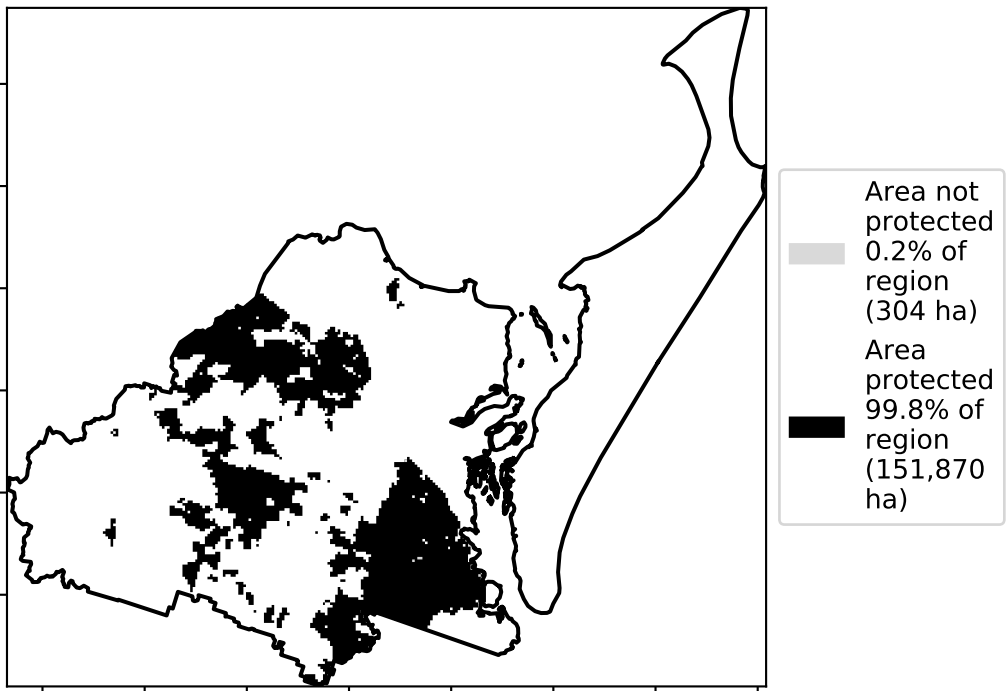 Area not
protected
0.2% of
region
(304 ha)
Area
protected
99.8% of
region
(151,870
ha)